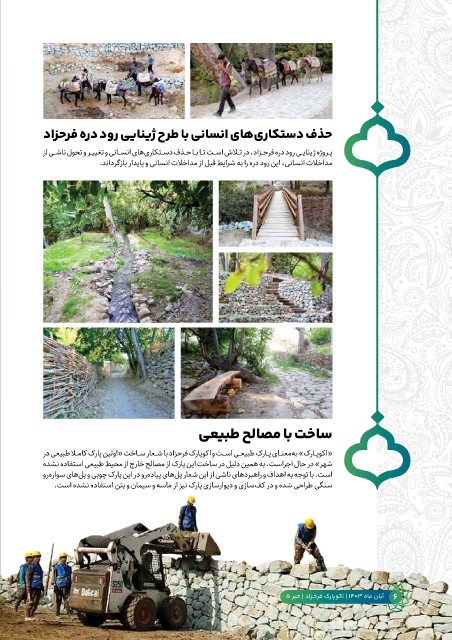 حذف دستکاری‌های انسانی با طرح ژینایی رود دره فرحزاد
پروژه ژینایی رود دره فرحزاد، در تلاش است تا با حذف دستکاری‌های انسانی و تغییر و تحول ناشی از
مداخلات انسانی، این رود دره را به شرایط قبل از مداخلات انسانی و پایدار بازگرداند.
ساخت با مصالح طبیعی
«اکوپارک» به‌معنای پارک طبیعی است و اکوپارک فرحزاد با شعار ساخت «اولین پارک کاملا طبیعی در
شهر» در حال اجراست. به همین دلیل در ساخت این پارک از مصالح خارج از محیط طبیعی استفاده نشده
است. با توجه به اهداف و راهبردهای ناشی از این شعار پل‌های پیاده‌رو در این پارک چوبی و پل‌های سواره‌رو
سنگی طراحی شده و در کف‌سازی و دیوارسازی پارک نیز از ماسه و سیمان و بتن استفاده نشده است.
Bobcat
S250
۶
آبان ماه ۱۴۰۳ | اکوپارک فرحزاد | خبر ۵